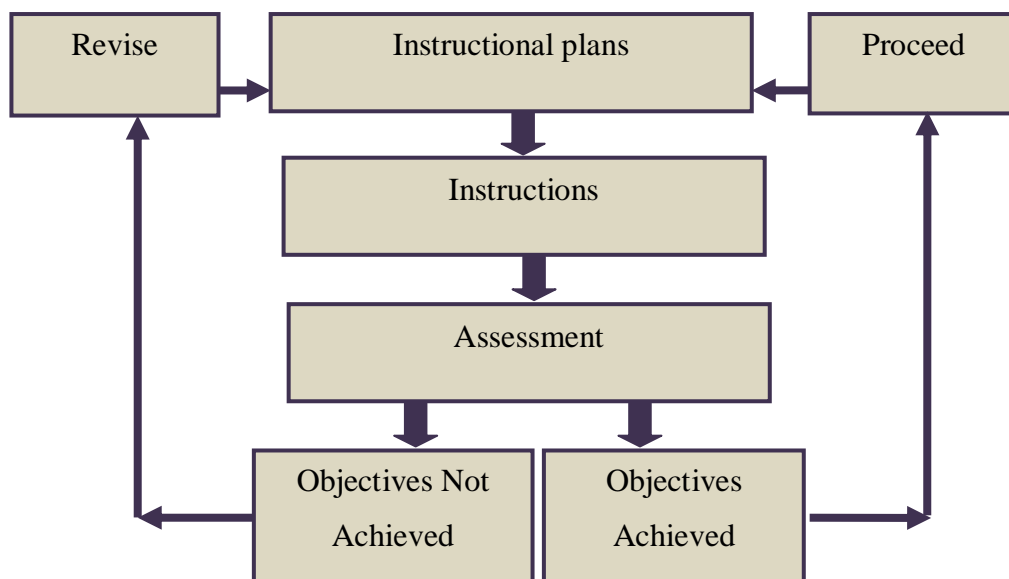 Revise
Instructional plans
Proceed
Instructions
Assessment
Objectives Not
Achieved
Objectives
Achieved